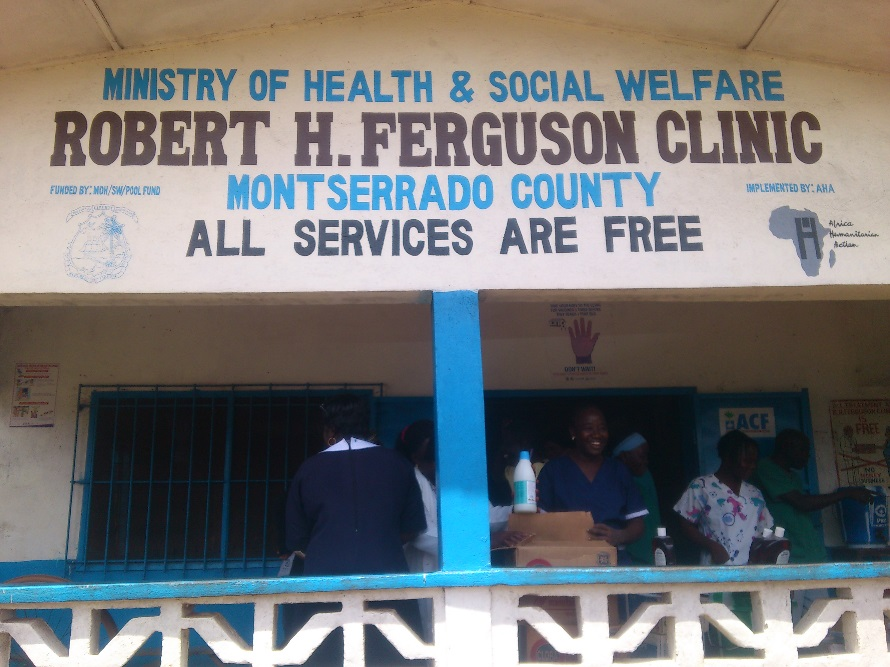 MINISTRY OF HEALTH & SOCIAL WELFARE
ROBERT H. FERGUSON CLINIC
FUNDED BY: MOH/SW/POOL FUND
MONTSERRADO COUNTY
IMPLEMENTED BY: AHA
ALL SERVICES ARE FREE
H
Africa
Humanitarian
Action
ACF
FREE